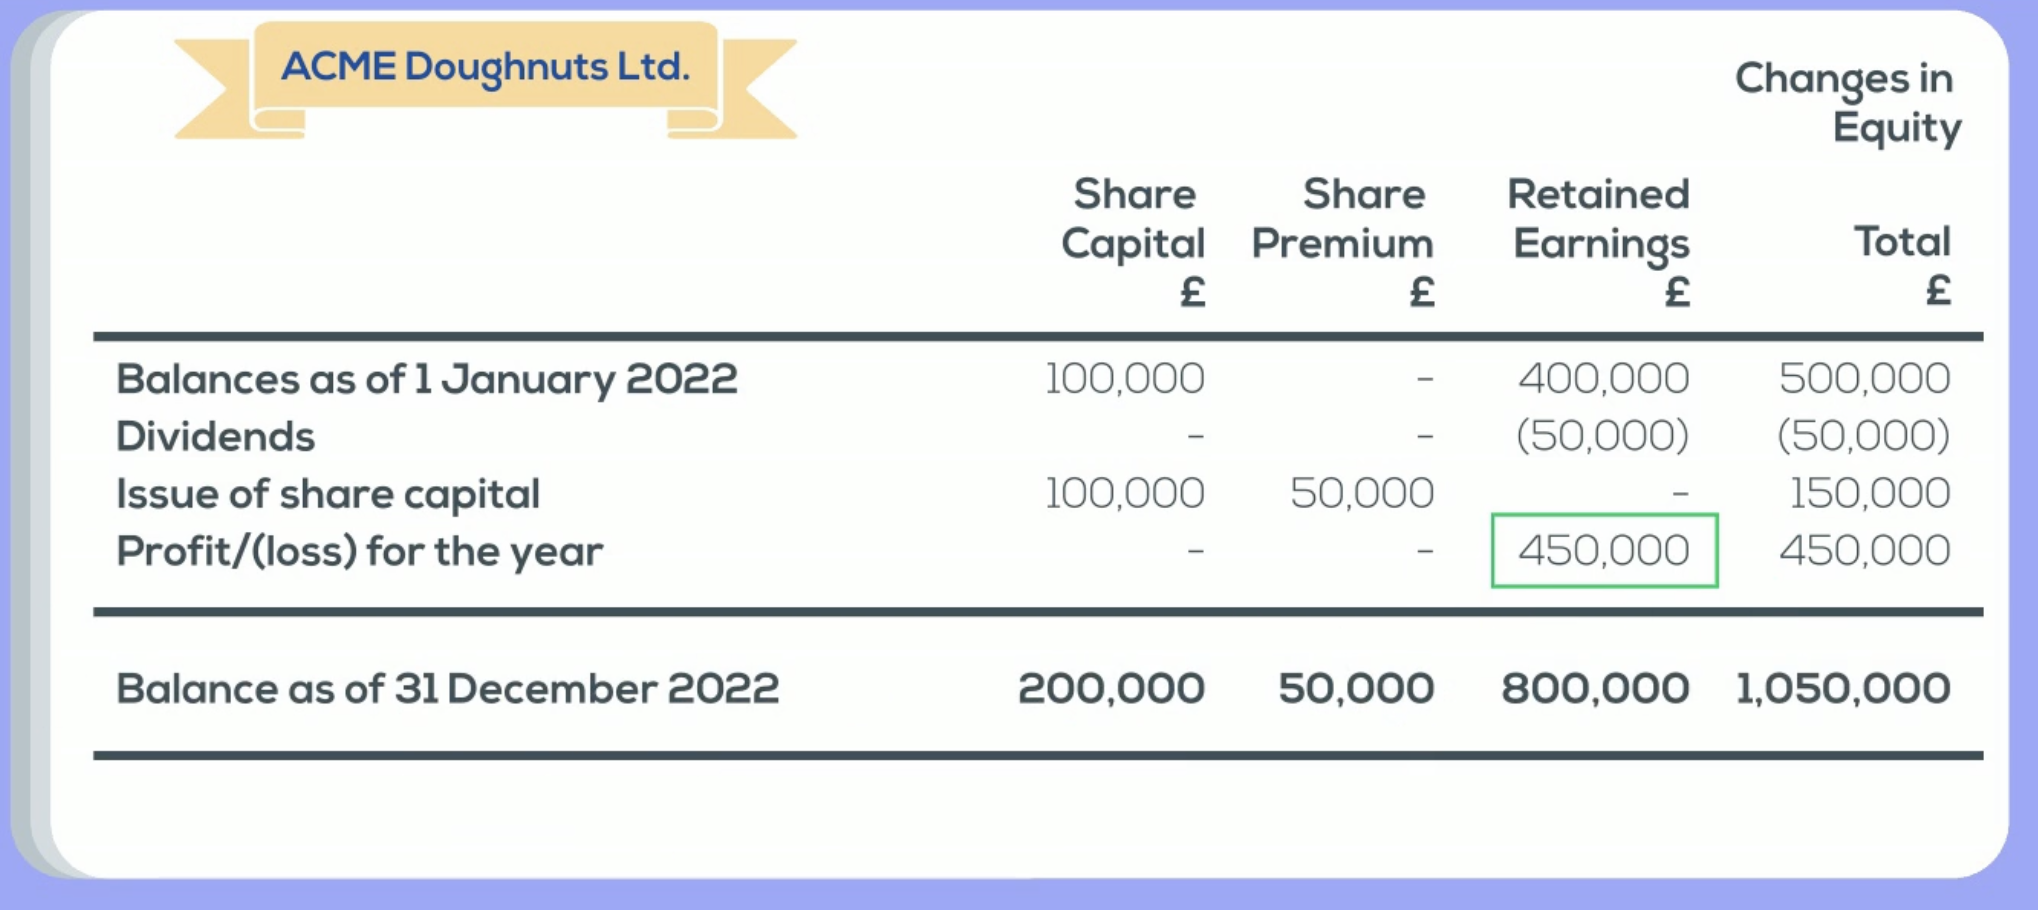 ACME Doughnuts Ltd.
Changes in
Equity
Share Share Retained
Capital Premium Earnings Total
£ £ £ £
Balances as of 1 January 2022 100,000 - 400,000 500,000
Dividends - - (50,000) (50,000)
Issue of share capital 100,000 50,000 - 150,000
Profit/(loss) for the year - - 450,000 450,000
Balance as of 31 December 2022 200,000 50,000 800,000 1,050,000